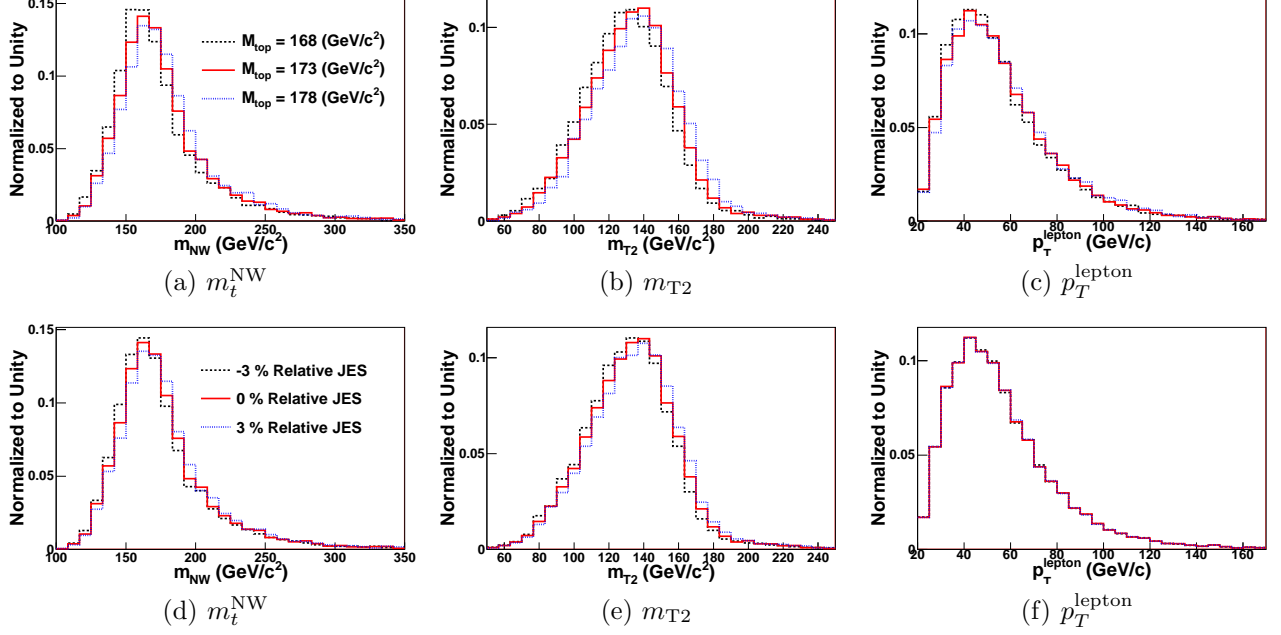 Normalized to Unity
0.15
0.1
0.05
0
M_top = 168 (GeV/c²)
M_top = 173 (GeV/c²)
M_top = 178 (GeV/c²)
100 150 200 250 300 350
m_NW (GeV/c²)
(a) m_t^NW
Normalized to Unity
0.1
0.05
0
60 80 100 120 140 160 180 200 220 240
m_T2 (GeV/c²)
(b) m_T2
Normalized to Unity
0.1
0.05
0
20 40 60 80 100 120 140 160
p_T^lepton (GeV/c)
(c) p_T^lepton
Normalized to Unity
0.15
0.1
0.05
0
-3 % Relative JES
0 % Relative JES
3 % Relative JES
100 150 200 250 300 350
m_NW (GeV/c²)
(d) m_t^NW
Normalized to Unity
0.1
0.05
0
60 80 100 120 140 160 180 200 220 240
m_T2 (GeV/c²)
(e) m_T2
Normalized to Unity
0.1
0.05
0
20 40 60 80 100 120 140 160
p_T^lepton (GeV/c)
(f) p_T^lepton